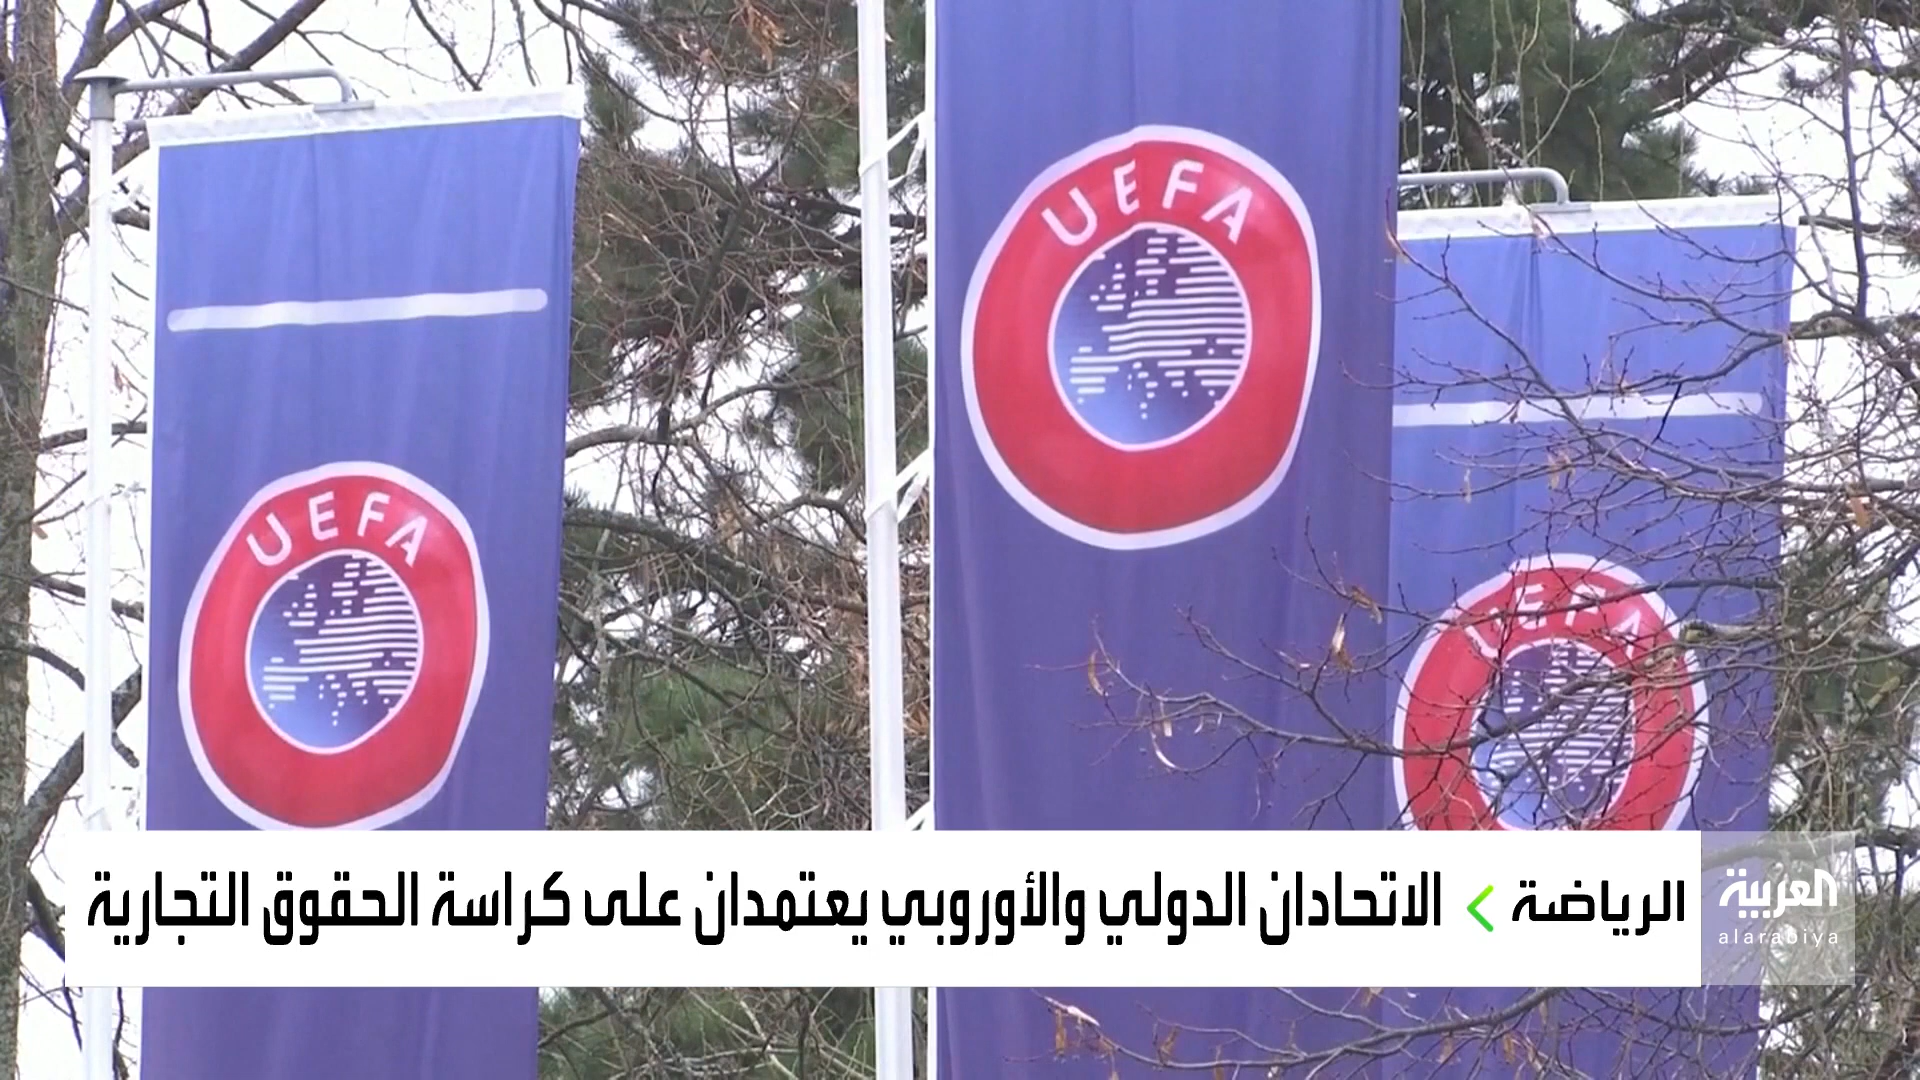 UEFA
UEFA
UEFA
الرياضة > الاتحادان الدولي والأوروبي يعتمدان على كراسة الحقوق التجارية
العربية
alarabiya